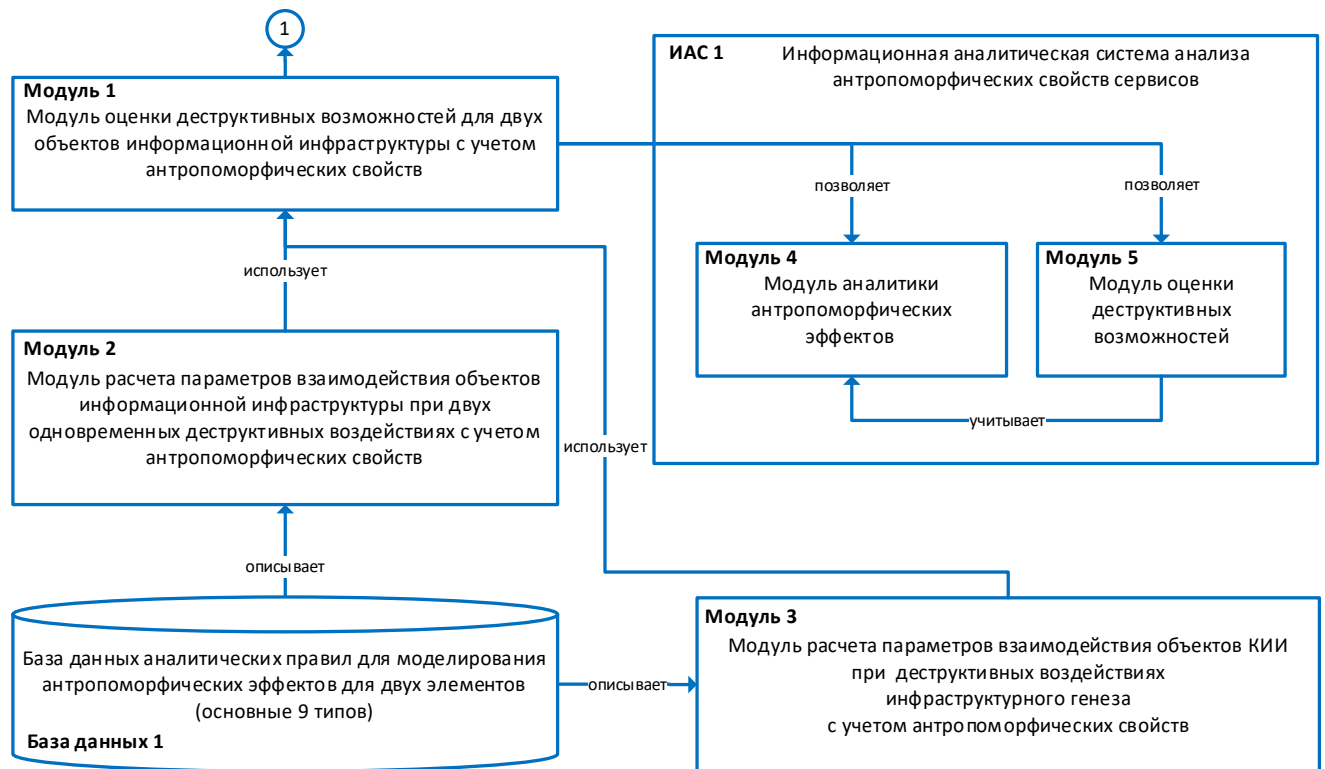 1
Модуль 1
Модуль оценки деструктивных возможностей для двух
объектов информационной инфраструктуры с учетом
антропоморфических свойств
ИАС 1 Информационная аналитическая система анализа
антропоморфических свойств сервисов
позволяет
позволяет
Модуль 4
Модуль аналитики
антропоморфических
эффектов
Модуль 5
Модуль оценки
деструктивных
возможностей
учитывает
использует
Модуль 2
Модуль расчета параметров взаимодействия объектов
информационной инфраструктуры при двух
одновременных деструктивных воздействиях с учетом
антропоморфических свойств
использует
описывает
База данных аналитических правил для моделирования
антропоморфических эффектов для двух элементов
(основные 9 типов)
База данных 1
описывает
Модуль 3
Модуль расчета параметров взаимодействия объектов КИИ
при деструктивных воздействиях
инфраструктурного генеза
с учетом антропоморфических свойств